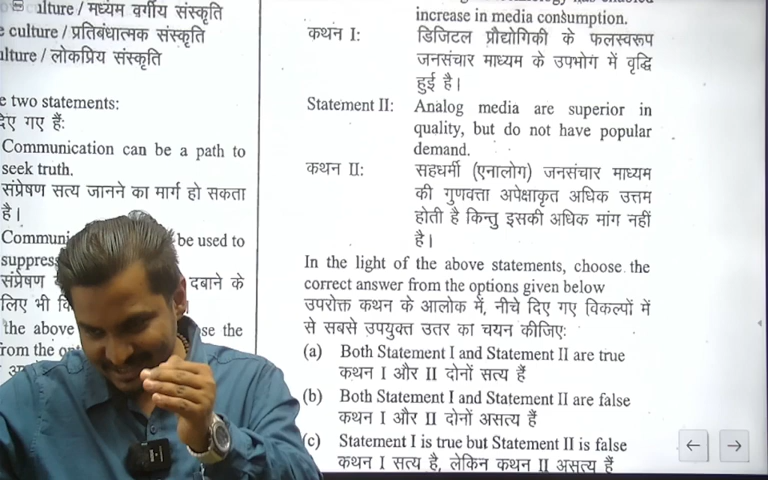 ulture / मध्यम वर्गीय संस्कृति
e culture / प्रतिबंधात्मक संस्कृति
ulture / लोकप्रिय संस्कृति
e two statements:
दिए गए हैं:
Communication can be a path to
seek truth.
संप्रेषण सत्य जानने का मार्ग हो सकता
है।
Communi be used to
suppres
संप्रेषण दबाने के
लिए भी कि
the above se the
from the op
increase in media consumption.
कथन I: डिजिटल प्रौद्योगिकी के फलस्वरूप
जनसंचार माध्यम के उपभोग में वृद्धि
हुई है।
Statement II: Analog media are superior in
quality, but do not have popular
demand.
कथन II: सहधर्मी (एनालोग) जनसंचार माध्यम
की गुणवत्ता अपेक्षाकृत अधिक उत्तम
होती है किन्तु इसकी अधिक मांग नहीं
है।
In the light of the above statements, choose the
correct answer from the options given below
उपरोक्त कथन के आलोक में, नीचे दिए गए विकल्पों में
से सबसे उपयुक्त उतर का चयन कीजिए:
(a) Both Statement I and Statement II are true
कथन I और II दोनों सत्य हैं
(b) Both Statement I and Statement II are false
कथन I और II दोनों असत्य हैं
(c) Statement I is true but Statement II is false
कथन I सत्य है, लेकिन कथन II असत्य हैं